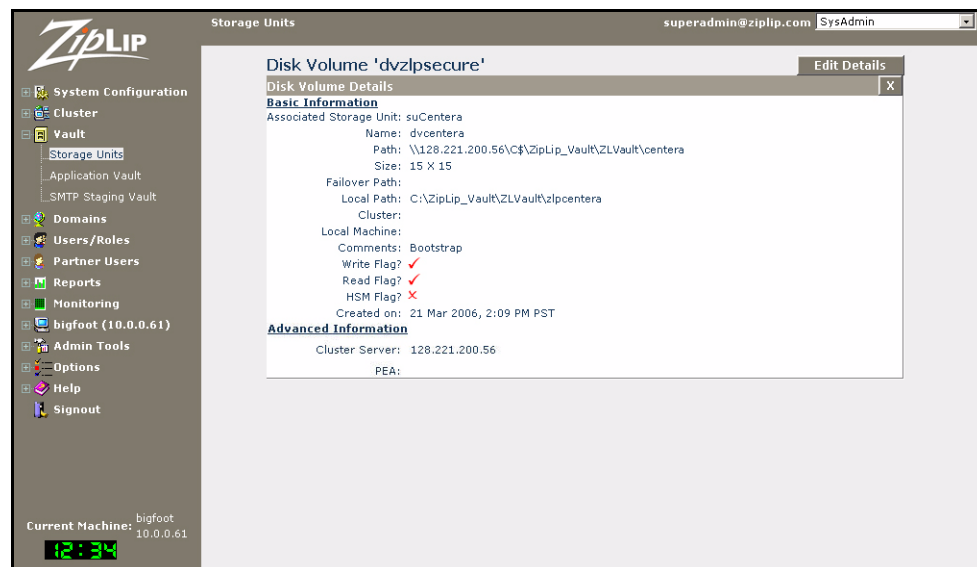 ZipLip
Storage Units
superadmin@ziplip.com SysAdmin
System Configuration
Cluster
Vault
Storage Units
Application Vault
SMTP Staging Vault
Domains
Users/Roles
Partner Users
Reports
Monitoring
bigfoot (10.0.0.61)
Admin Tools
Options
Help
Signout
Current Machine: bigfoot
10.0.0.61
12:34
Disk Volume 'dvzlpsecure'
Edit Details
Disk Volume Details
X
Basic Information
Associated Storage Unit: suCentera
Name: dvcentera
Path: \\128.221.200.56\C$\ZipLip_Vault\ZLVault\centera
Size: 15 X 15
Failover Path:
Local Path: C:\ZipLip_Vault\ZLVault\zlpcentera
Cluster:
Local Machine:
Comments: Bootstrap
Write Flag?
Read Flag?
HSM Flag?
Created on: 21 Mar 2006, 2:09 PM PST
Advanced Information
Cluster Server: 128.221.200.56
PEA: